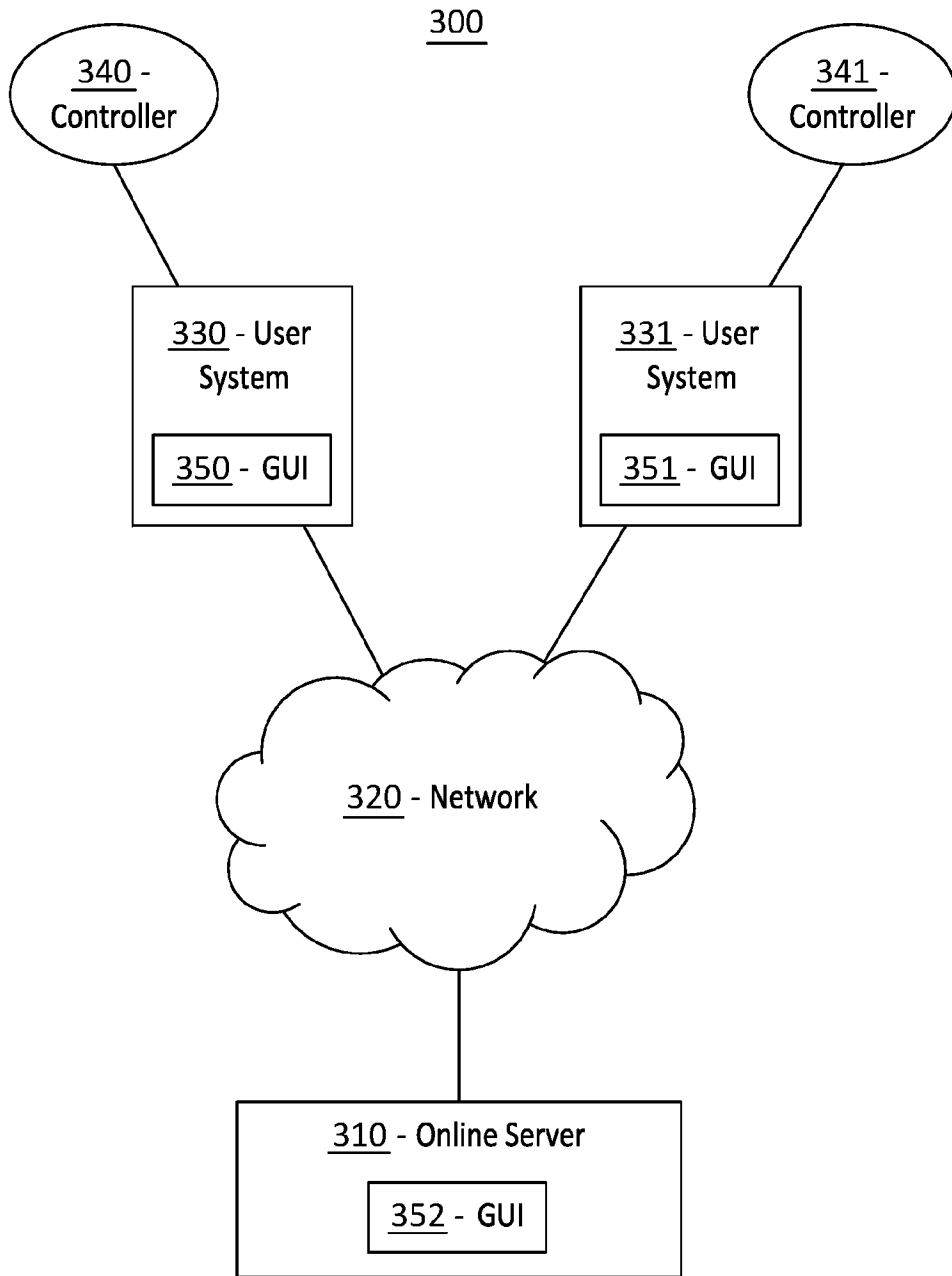 300
340 -
Controller
341 -
Controller
330 - User
System
350 - GUI
331 - User
System
351 - GUI
320 - Network
310 - Online Server
352 - GUI